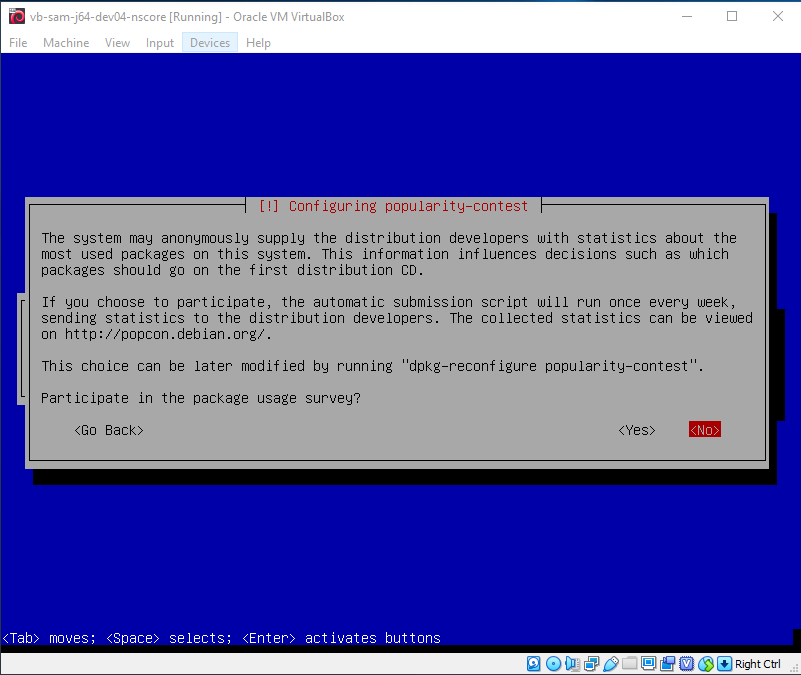 vb-sam-j64-dev04-nscore [Running] - Oracle VM VirtualBox
File Machine View Input Devices Help
[!] Configuring popularity-contest
The system may anonymously supply the distribution developers with statistics about the
most used packages on this system. This information influences decisions such as which
packages should go on the first distribution CD.
If you choose to participate, the automatic submission script will run once every week,
sending statistics to the distribution developers. The collected statistics can be viewed
on http://popcon.debian.org/.
This choice can be later modified by running "dpkg-reconfigure popularity-contest".
Participate in the package usage survey?
<Go Back> <Yes> <No>
<Tab> moves; <Space> selects; <Enter> activates buttons
Right Ctrl